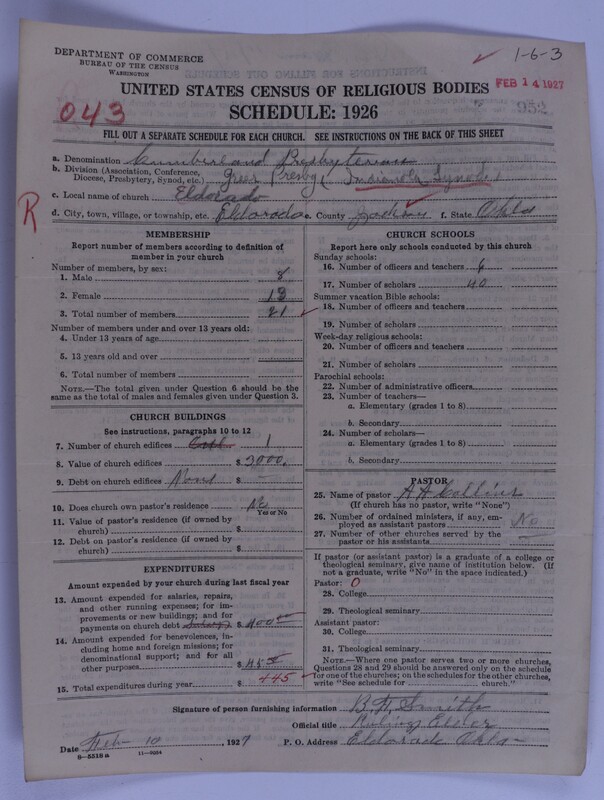 DEPARTMENT OF COMMERCE
BUREAU OF THE CENSUS
WASHINGTON
1-6-3
UNITED STATES CENSUS OF RELIGIOUS BODIES
FEB 14 1927
043
SCHEDULE: 1926
952
FILL OUT A SEPARATE SCHEDULE FOR EACH CHURCH. SEE INSTRUCTIONS ON THE BACK OF THIS SHEET
a. Denomination Cumberland Presbyterian
b. Division (Association, Conference, Diocese, Presbytery, Synod, etc.) Greer Presby (Indianola Synod)
c. Local name of church Eldorado
R
d. City, town, village, or township, etc. Eldorado e. County Jackson f. State Okla
MEMBERSHIP
Report number of members according to definition of
member in your church
Number of members, by sex:
1. Male 8
2. Female 13
3. Total number of members 21
Number of members under and over 13 years old:
4. Under 13 years of age
5. 13 years old and over
6. Total number of members
NOTE.—The total given under Question 6 should be
same as the total of males and females given under Question 3.
CHURCH BUILDINGS
See instructions, paragraphs 10 to 12
7. Number of church edifices 1
8. Value of church edifices $ 3000.
9. Debt on church edifices None $ —
10. Does church own pastor's residence? No
Yes or No
11. Value of pastor's residence (if owned by
church) $
12. Debt on pastor's residence (if owned by
church) $
EXPENDITURES
Amount expended by your church during last fiscal year
13. Amount expended for salaries, repairs,
and other running expenses; for im-
provements or new buildings; and for
payments on church debt $ 400
14. Amount expended for benevolences, in-
cluding home and foreign missions; for
denominational support; and for all
other purposes $ 45
15. Total expenditures during year $ 445
CHURCH SCHOOLS
Report here only schools conducted by this church
Sunday schools:
16. Number of officers and teachers 6
17. Number of scholars 40
Summer vacation Bible schools:
18. Number of officers and teachers
19. Number of scholars
Week-day religious schools:
20. Number of officers and teachers
21. Number of scholars
Parochial schools:
22. Number of administrative officers
23. Number of teachers—
a. Elementary (grades 1 to 8)
b. Secondary
24. Number of scholars—
a. Elementary (grades 1 to 8)
b. Secondary
PASTOR
25. Name of pastor A A Collins
(If church has no pastor, write "None")
26. Number of ordained ministers, if any, em-
ployed as assistant pastors No
27. Number of other churches served by the
pastor or his assistants —
If pastor (or assistant pastor) is a graduate of a college or
theological seminary, give name of institution below. (If
not a graduate, write "No" in the space indicated.)
Pastor: 0
28. College
29. Theological seminary
Assistant pastor:
30. College
31. Theological seminary
NOTE.—Where one pastor serves two or more churches,
Questions 28 and 29 should be answered only on the schedule
for one of the churches; on the schedules for the other churches,
write "See schedule for church."
Signature of person furnishing information B. F. Smith
Official title Ruling Elder
Date Feb 10, 1927 P. O. Address Eldorado Okla
8—5518a 11—9094